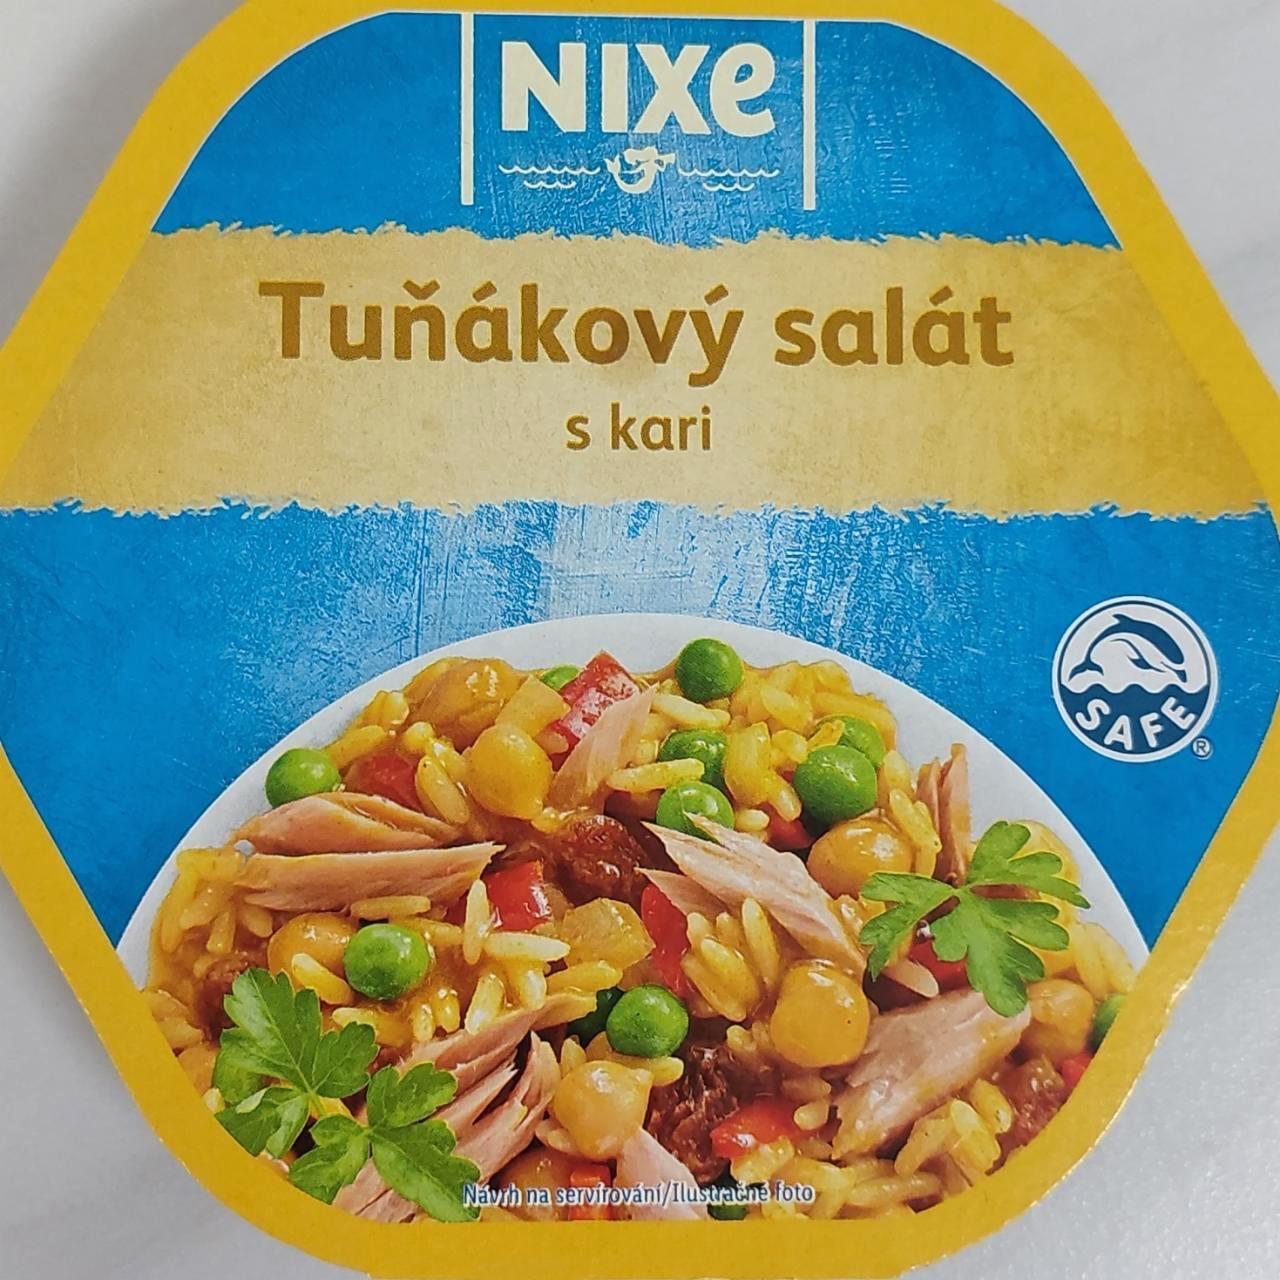 NIXe
Tuňákový salát
s kari
SAFE
®
Návrh na servírování/Ilustračné foto